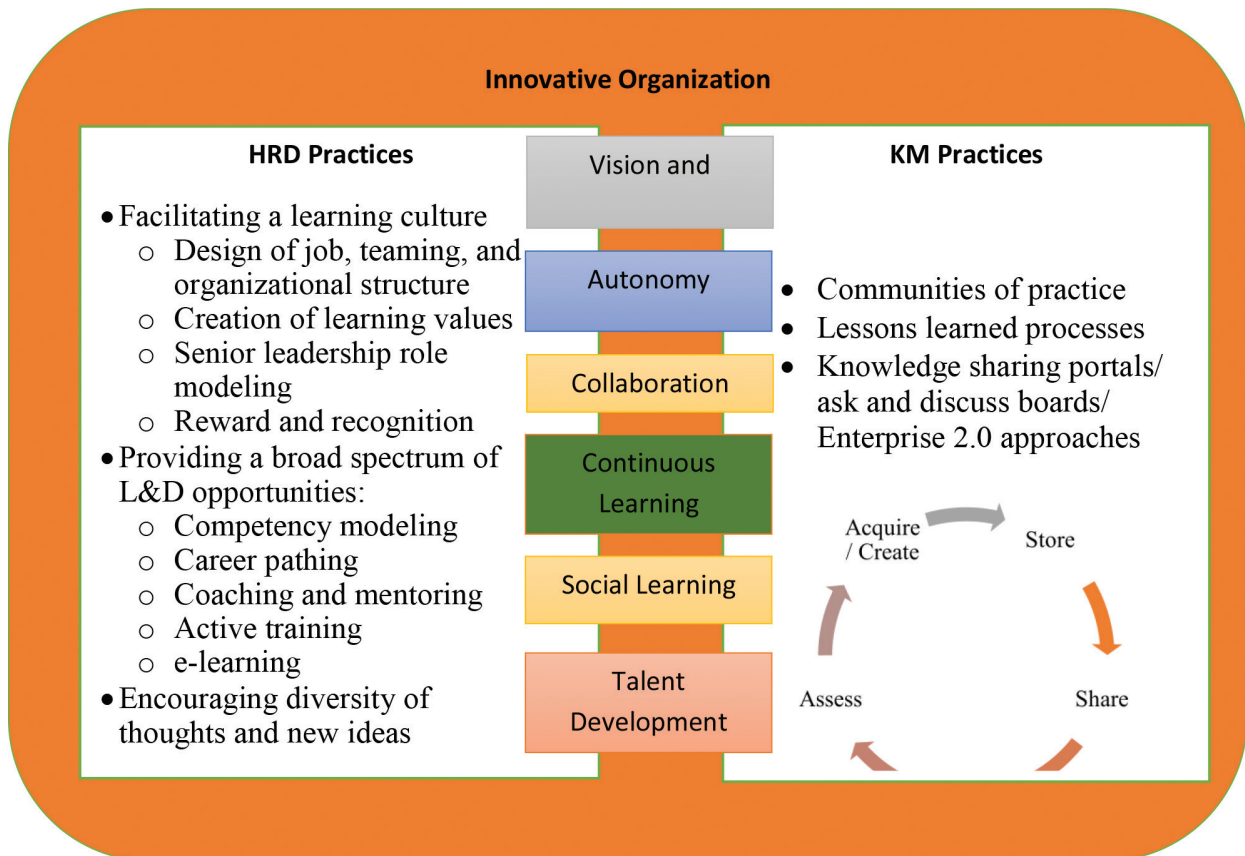 Innovative Organization
HRD Practices
• Facilitating a learning culture
o Design of job, teaming, and
organizational structure
o Creation of learning values
o Senior leadership role
modeling
o Reward and recognition
• Providing a broad spectrum of
L&D opportunities:
o Competency modeling
o Career pathing
o Coaching and mentoring
o Active training
o e-learning
• Encouraging diversity of
thoughts and new ideas
Vision and
Autonomy
Collaboration
Continuous
Learning
Social Learning
Talent
Development
KM Practices
• Communities of practice
• Lessons learned processes
• Knowledge sharing portals/
ask and discuss boards/
Enterprise 2.0 approaches
Acquire
/ Create
Store
Share
Assess